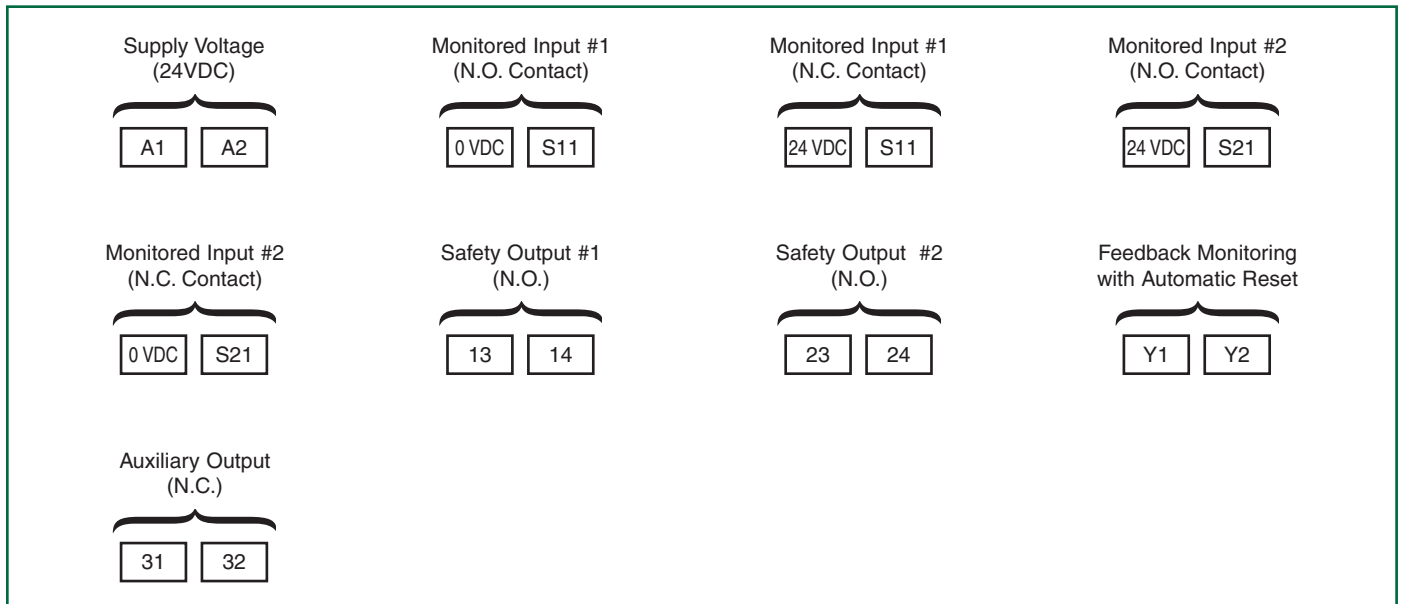 Supply Voltage
(24VDC)
A1 A2
Monitored Input #1
(N.O. Contact)
0 VDC S11
Monitored Input #1
(N.C. Contact)
24 VDC S11
Monitored Input #2
(N.O. Contact)
24 VDC S21
Monitored Input #2
(N.C. Contact)
0 VDC S21
Safety Output #1
(N.O.)
13 14
Safety Output #2
(N.O.)
23 24
Feedback Monitoring
with Automatic Reset
Y1 Y2
Auxiliary Output
(N.C.)
31 32